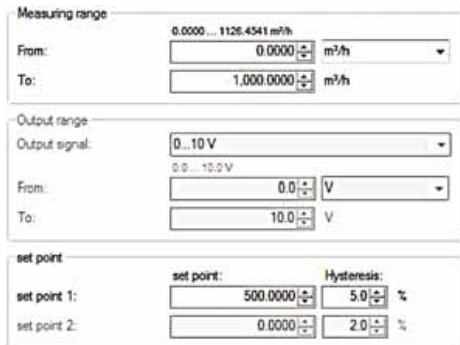 Measuring range
0.0000 ... 1126.4541 m³/h
From: 0.0000 m³/h
To: 1,000.0000 m³/h
Output range
Output signal: 0...10 V
0.0 ... 10.0 V
From: 0.0 V
To: 10.0 V
set point
set point: Hysteresis:
set point 1: 500.0000 5.0 %
set point 2: 0.0000 2.0 %